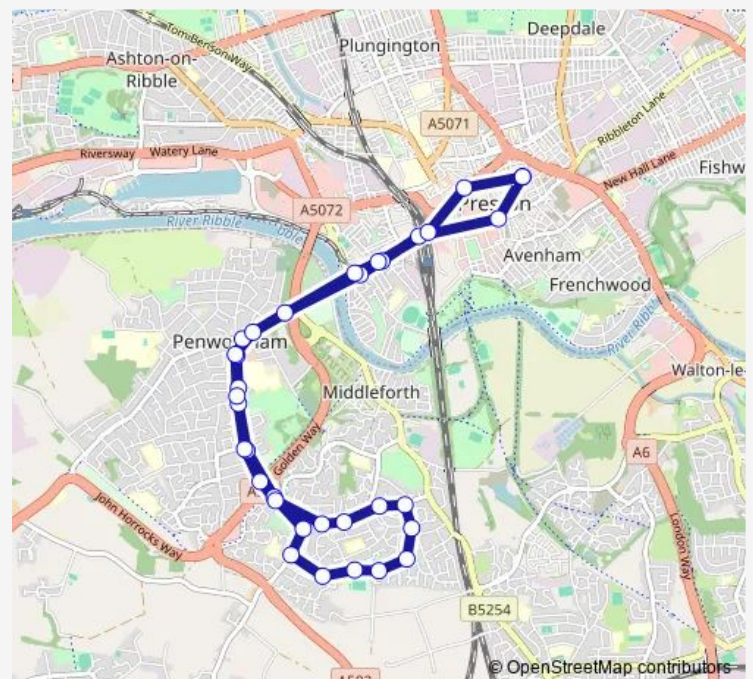 Deepdale
Tom Benson Way
Plungington
Ashton-on-
Ribble
A5071
Ribbleton Lane
Riversway
Watery Lane
New Hall Lane
Fishw
A5072
Preston
River Ribble
Avenham
Frenchwood
River Ribble
Penwortham
Walton-le-
Middleforth
Golden Way
A6
John Horrocks Way
London Way
B5254
© OpenStreetMap contributors